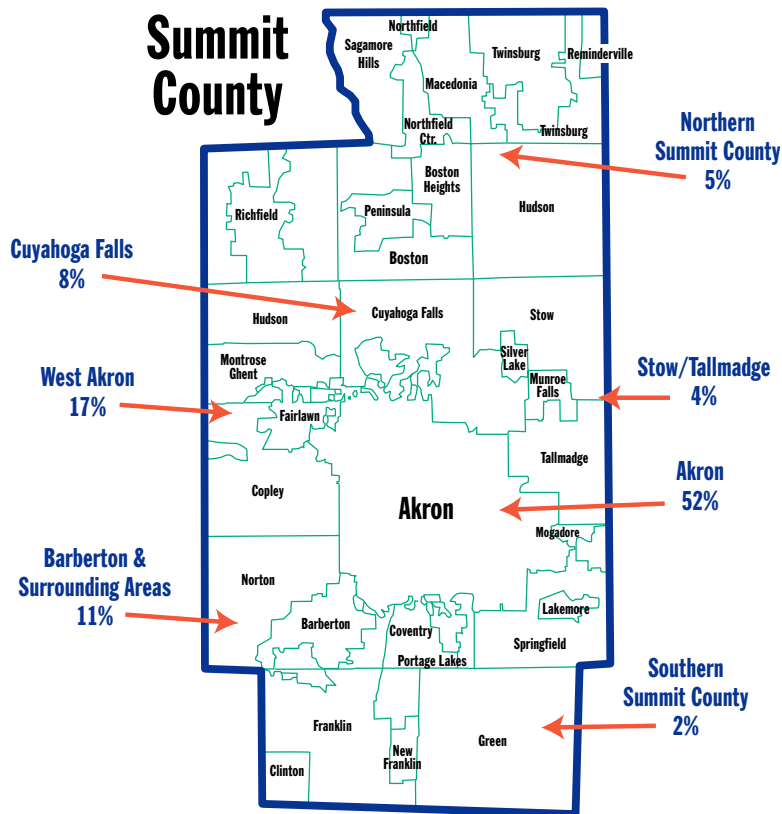 Summit
County
Northfield
Sagamore
Hills
Twinsburg
Reminderville
Macedonia
Northfield
Ctr.
Twinsburg
Northern
Summit County
5%
Boston
Heights
Richfield
Peninsula
Hudson
Boston
Cuyahoga Falls
8%
Hudson
Cuyahoga Falls
Stow
Silver
Lake
Montrose
Ghent
Munroe
Falls
Stow/Tallmadge
4%
West Akron
17%
Fairlawn
Tallmadge
Copley
Akron
Akron
52%
Mogadore
Barberton &
Surrounding Areas
11%
Norton
Barberton
Coventry
Lakemore
Springfield
Portage Lakes
Southern
Summit County
2%
Franklin
New
Franklin
Green
Clinton